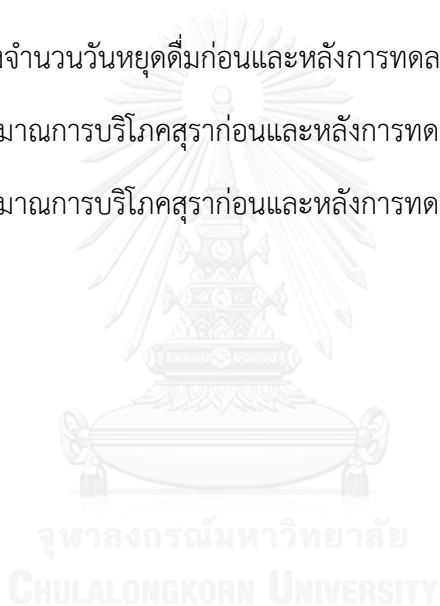 งจำนวนวันหยุดดื่มก่อนและหลังการทดล
มาณการบริโภคสุราก่อนและหลังการทด
มาณการบริโภคสุราก่อนและหลังการทด
จุฬาลงกรณ์มหาวิทยาลัย
CHULALONGKORN UNIVERSITY